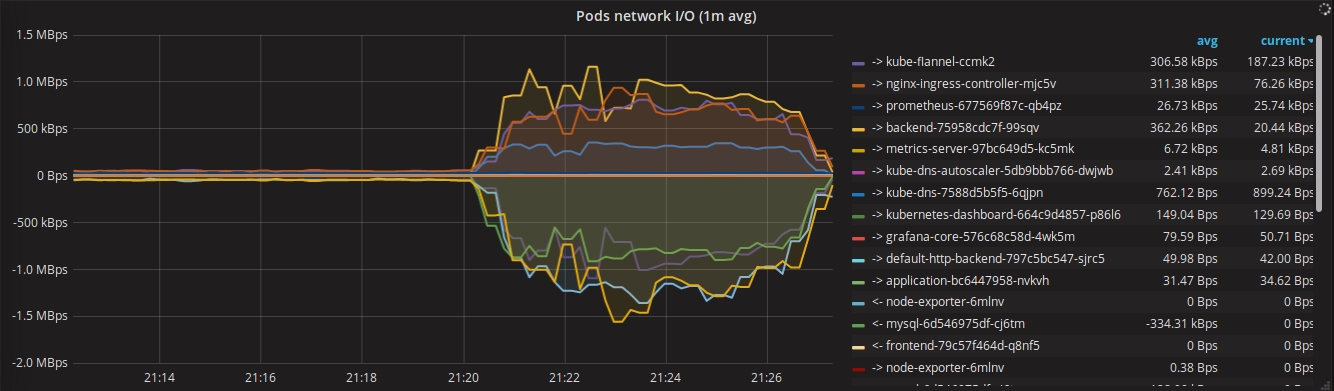 Pods network I/O (1m avg)
1.5 MBps
1.0 MBps
500 kBps
0 Bps
-500 kBps
-1.0 MBps
-1.5 MBps
-2.0 MBps
21:14 21:16 21:18 21:20 21:22 21:24 21:26
avg current
-> kube-flannel-ccmk2 306.58 kBps 187.23 kBps
-> nginx-ingress-controller-mjc5v 311.38 kBps 76.26 kBps
-> prometheus-677569f87c-qb4pz 26.73 kBps 25.74 kBps
-> backend-75958cdc7f-99sqv 362.26 kBps 20.44 kBps
-> metrics-server-97bc649d5-kc5mk 6.72 kBps 4.81 kBps
-> kube-dns-autoscaler-5db9bbb766-dwjwb 2.41 kBps 2.69 kBps
-> kube-dns-7588d5b5f5-6qjpn 762.12 Bps 899.24 Bps
-> kubernetes-dashboard-664c9d4857-p86l6 149.04 Bps 129.69 Bps
-> grafana-core-576c68c58d-4wk5m 79.59 Bps 50.71 Bps
-> default-http-backend-797c5bc547-sjrc5 49.98 Bps 42.00 Bps
-> application-bc6447958-nvkvh 31.47 Bps 34.62 Bps
<- node-exporter-6mlnv 0 Bps 0 Bps
<- mysql-6d546975df-cj6tm -334.31 kBps 0 Bps
<- frontend-79c57f464d-q8nf5 0 Bps 0 Bps
-> node-exporter-6mlnv 0.38 Bps 0 Bps